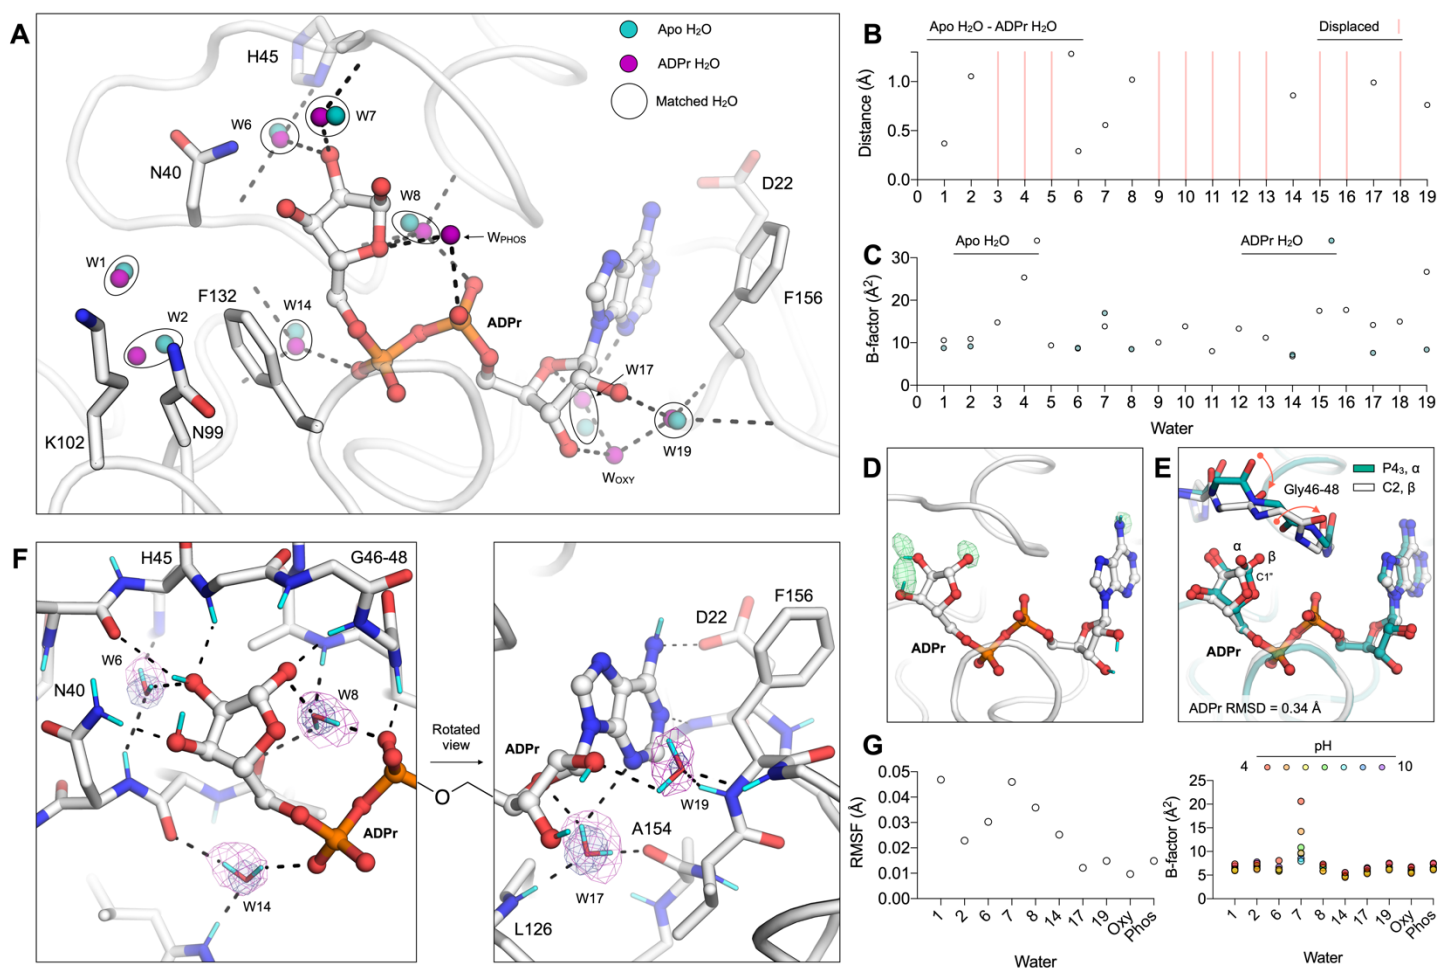 A
H45
Apo H₂O
ADPr H₂O
Matched H₂O
W7
W6
N40
D22
W8
W_PHOS
W1
F132
F156
W14
W2
ADPr
W17
K102
N99
W19
W_OXY
B
Apo H₂O - ADPr H₂O
Displaced
Distance (Å)
1.0
0.5
0.0
0 1 2 3 4 5 6 7 8 9 10 11 12 13 14 15 16 17 18 19
C
Apo H₂O
ADPr H₂O
B-factor (Å²)
30
20
10
0
1 2 3 4 5 6 7 8 9 10 11 12 13 14 15 16 17 18 19
Water
D
ADPr
E
P4₃, α
C2, β
Gly46-48
α
β
C1"
ADPr
ADPr RMSD = 0.34 Å
F
H45
G46-48
W6
N40
W8
ADPr
W14
Rotated
view
O
D22
F156
ADPr
W19
A154
W17
L126
G
RMSF (Å)
0.05
0.04
0.03
0.02
0.01
0.00
1 2 6 7 8 14 17 19 Oxy Phos
Water
pH
4 10
B-factor (Å²)
25
20
15
10
5
0
1 2 6 7 8 14 17 19 Oxy Phos
Water